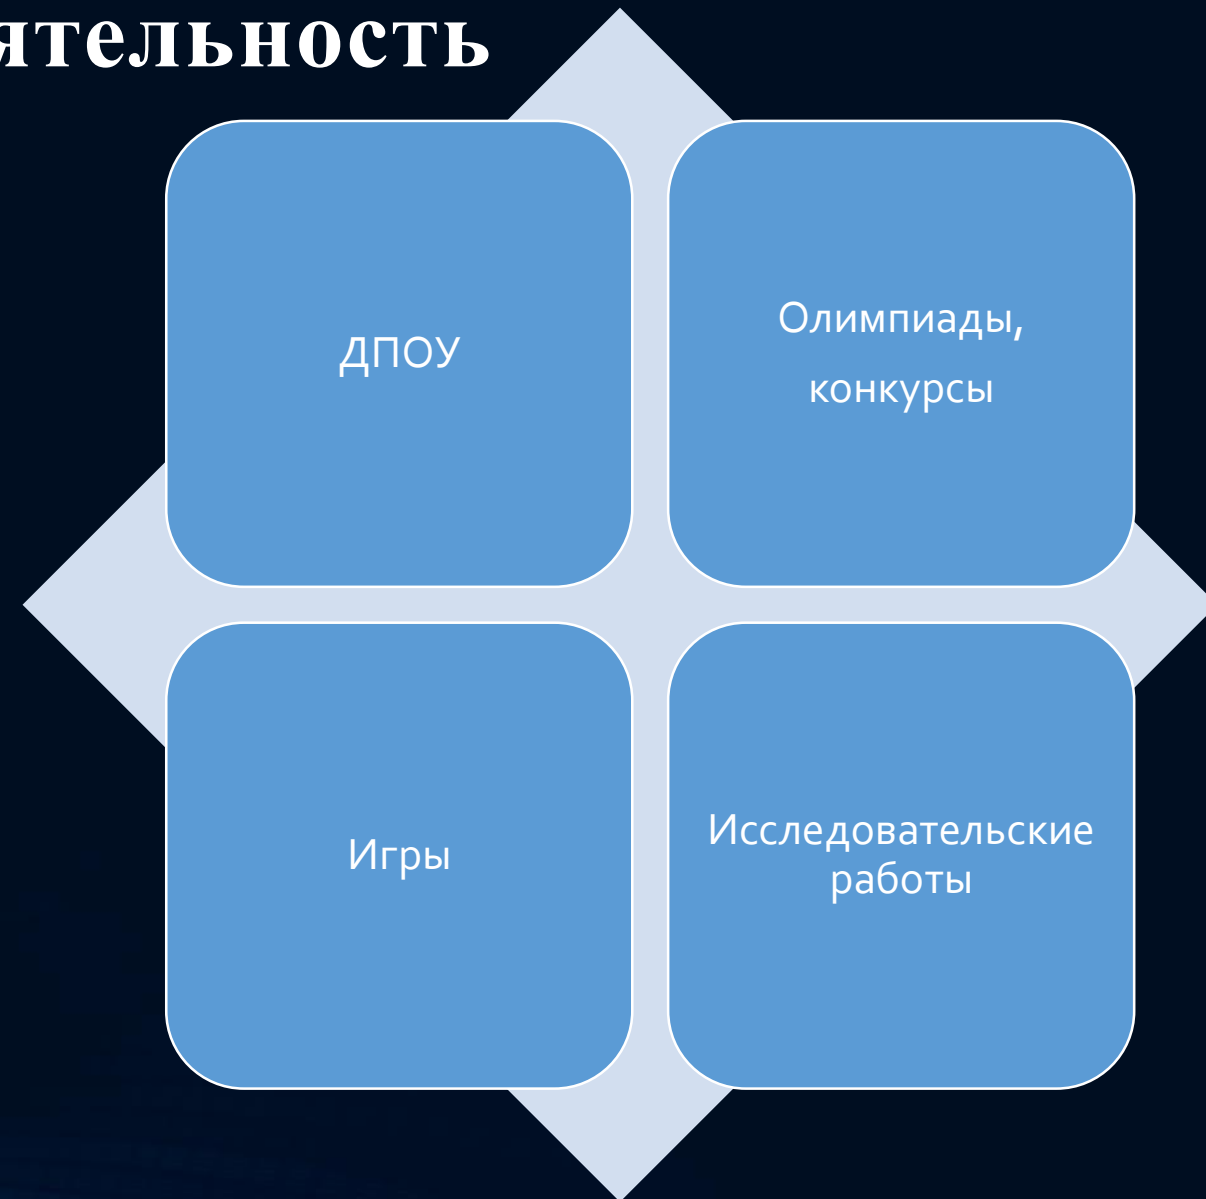 ятельность
ДПОУ
Олимпиады,
конкурсы
Игры
Исследовательские
работы